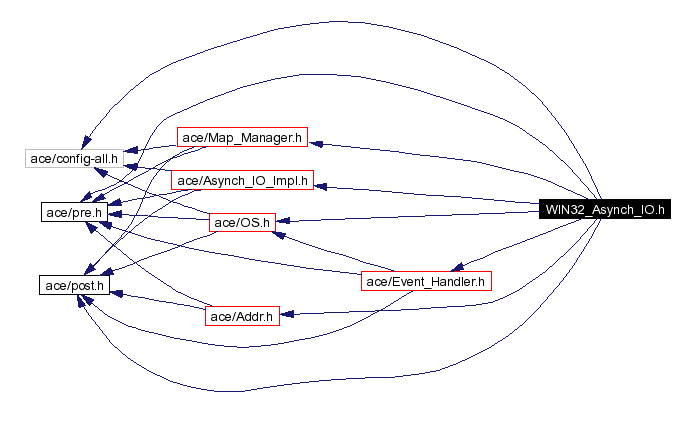 ace/Map_Manager.h
ace/config-all.h
ace/Asynch_IO_Impl.h
WIN32_Asynch_IO.h
ace/pre.h
ace/OS.h
ace/Event_Handler.h
ace/post.h
ace/Addr.h